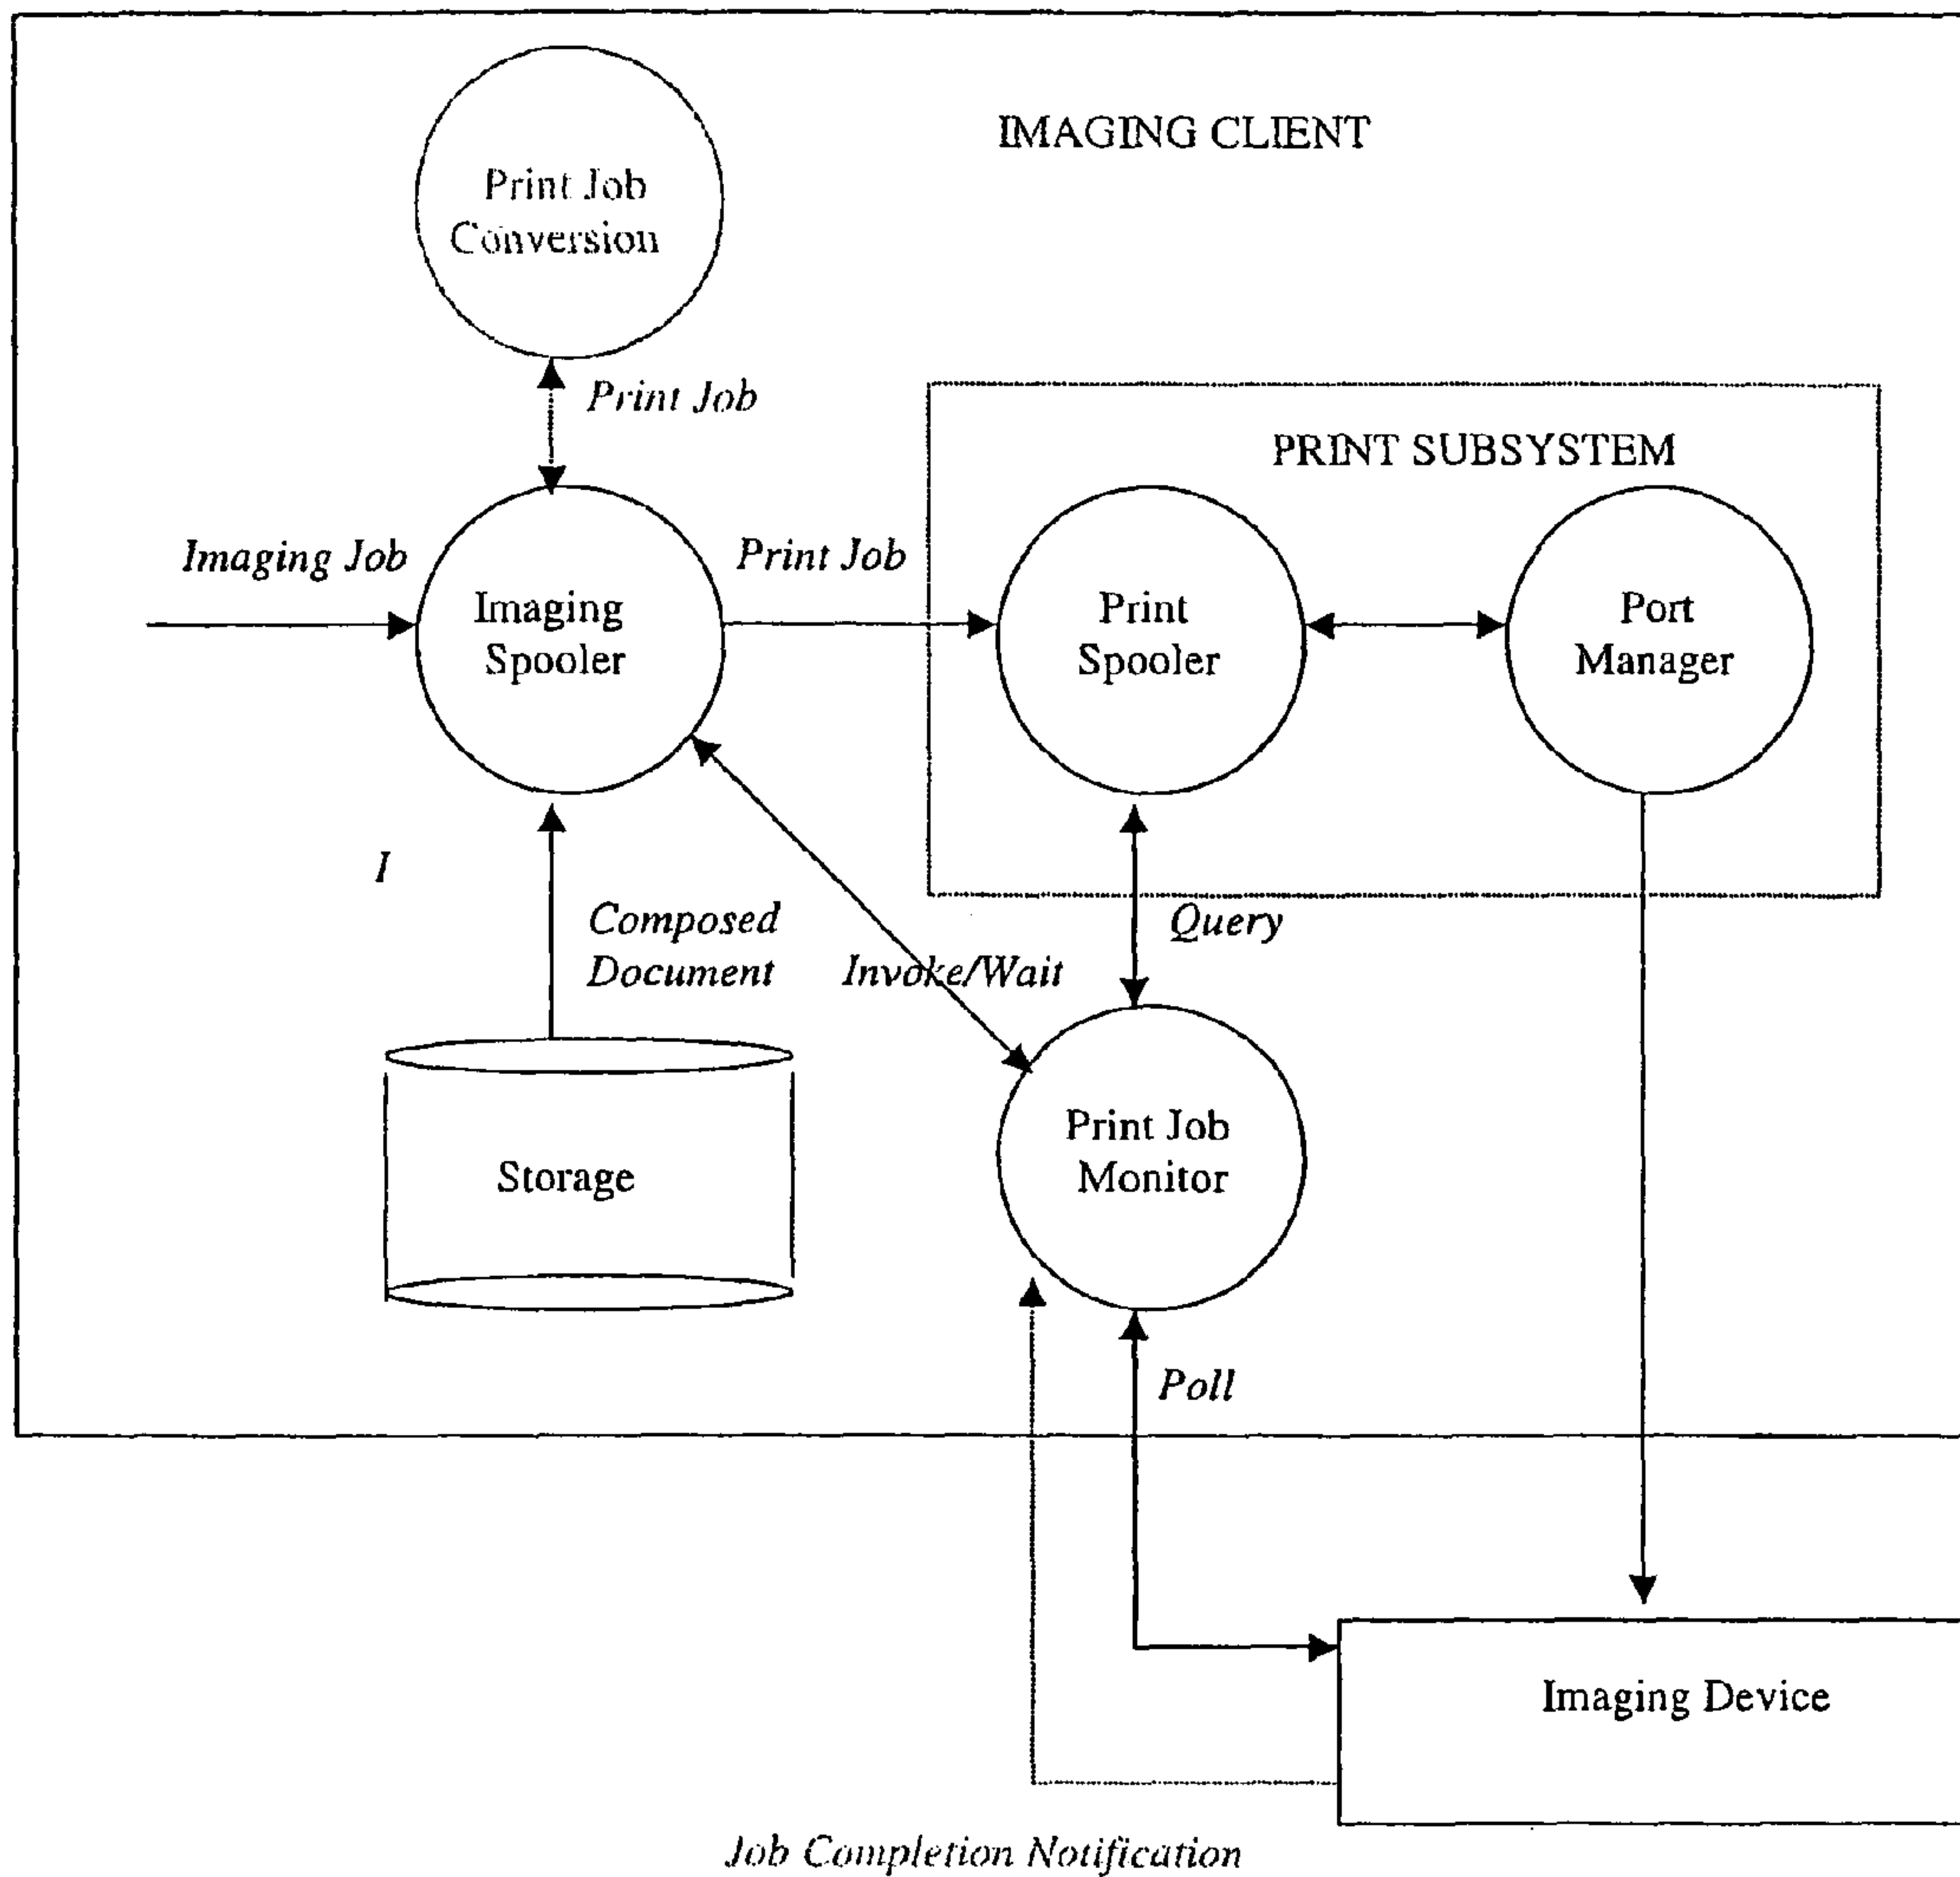 IMAGING CLIENT
Print Job
Conversion
Print Job
PRINT SUBSYSTEM
Imaging Job
Imaging
Spooler
Print Job
Print
Spooler
Port
Manager
I
Composed
Document
Invoke/Wait
Query
Storage
Print Job
Monitor
Poll
Imaging Device
Job Completion Notification